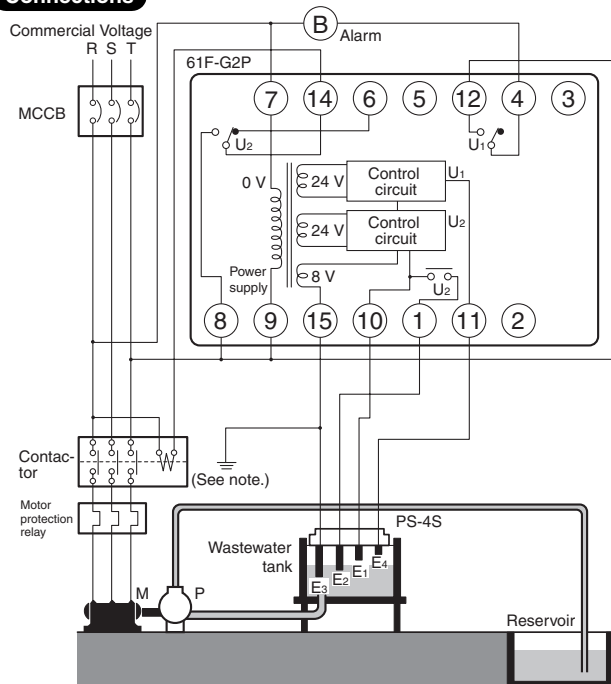 Connections
Commercial Voltage
R S T
B Alarm
61F-G2P
MCCB
7 14 6 5 12 4 3
U2
U1
0 V
24 V
Control circuit
U1
24 V
Control circuit
U2
Power supply
8 V
U2
8 9 15 10 1 11 2
Contac-
tor
(See note.)
Motor
protection
relay
PS-4S
Wastewater
tank
E3 E2 E1 E4
M P
Reservoir